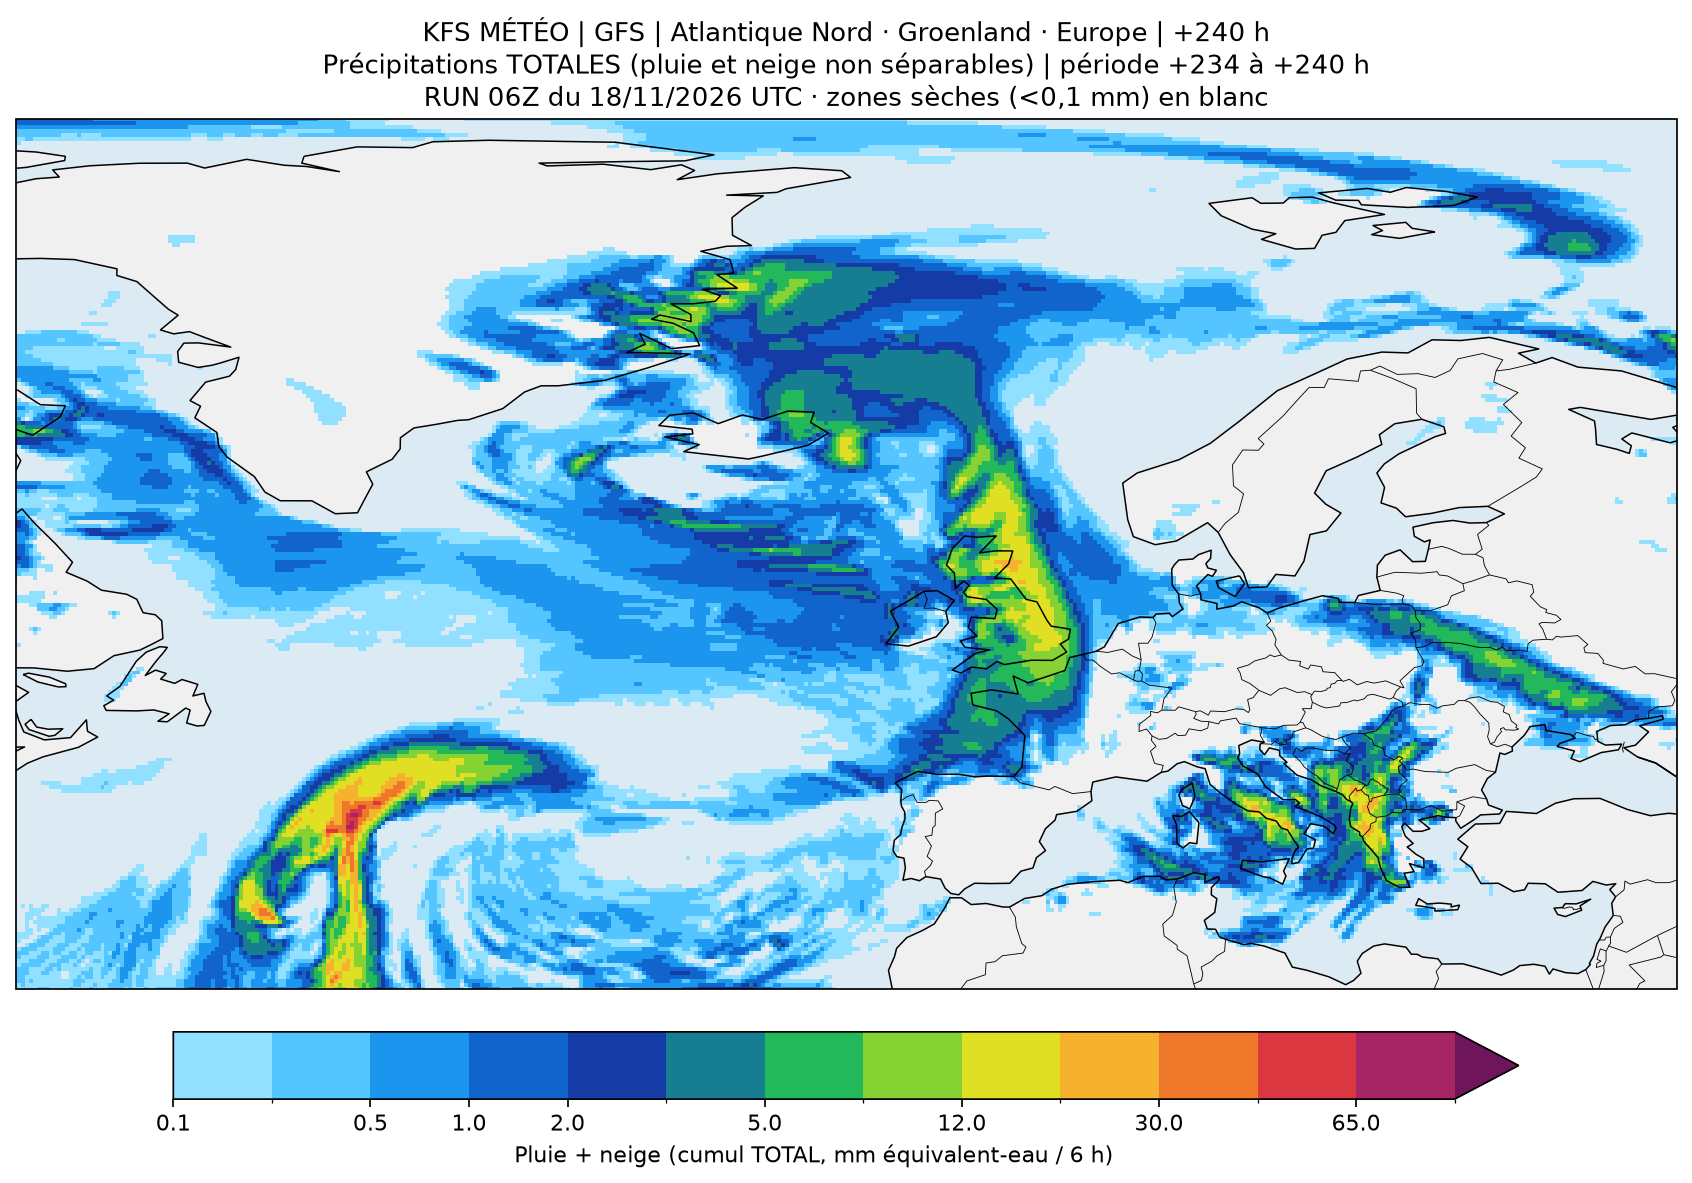 KFS MÉTÉO | GFS | Atlantique Nord · Groenland · Europe | +240 h
Précipitations TOTALES (pluie et neige non séparables) | période +234 à +240 h
RUN 06Z du 18/11/2026 UTC · zones sèches (<0,1 mm) en blanc
0.1 0.5 1.0 2.0 5.0 12.0 30.0 65.0
Pluie + neige (cumul TOTAL, mm équivalent-eau / 6 h)